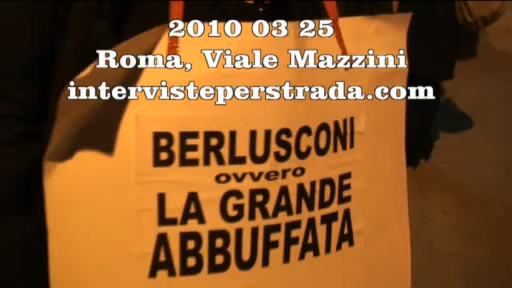 2010 03 25
Roma, Viale Mazzini
intervisteperstrada.com
BERLUSCONI
ovvero
LA GRANDE
ABBUFFATA